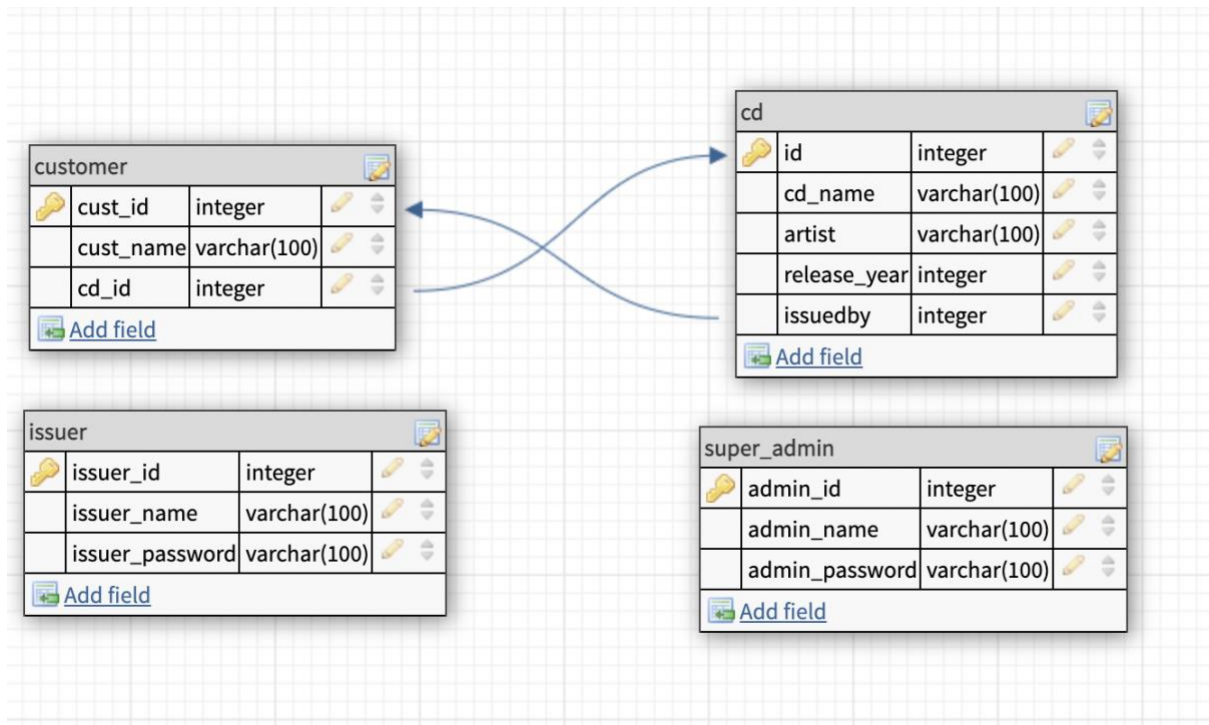 customer
cust_id integer
cust_name varchar(100)
cd_id integer
Add field
cd
id integer
cd_name varchar(100)
artist varchar(100)
release_year integer
issuedby integer
Add field
issuer
issuer_id integer
issuer_name varchar(100)
issuer_password varchar(100)
Add field
super_admin
admin_id integer
admin_name varchar(100)
admin_password varchar(100)
Add field